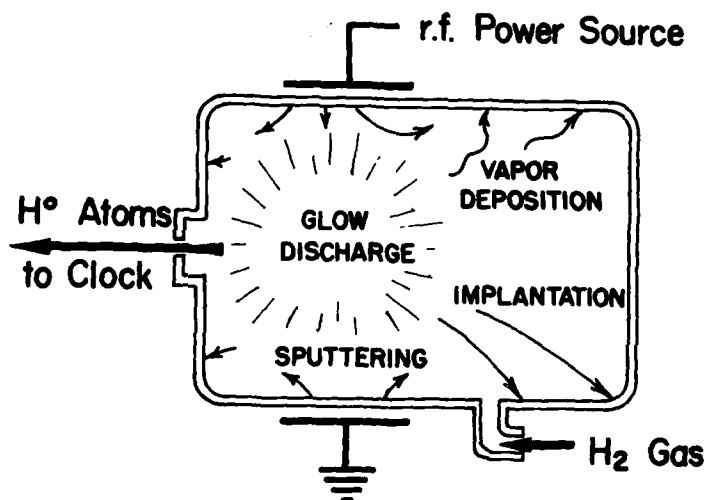 r.f. Power Source
VAPOR
DEPOSITION
H° Atoms
to Clock
GLOW
DISCHARGE
IMPLANTATION
SPUTTERING
H₂ Gas